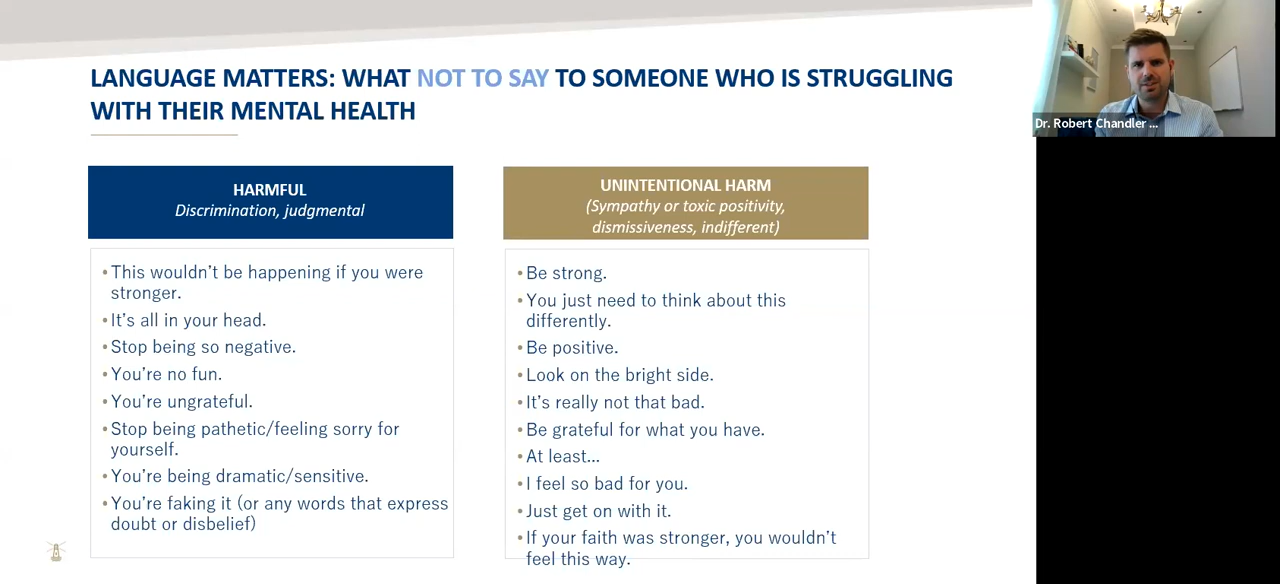 LANGUAGE MATTERS: WHAT NOT TO SAY TO SOMEONE WHO IS STRUGGLING
WITH THEIR MENTAL HEALTH
HARMFUL
Discrimination, judgmental
•This wouldn't be happening if you were
stronger.
•It's all in your head.
•Stop being so negative.
•You're no fun.
•You're ungrateful.
•Stop being pathetic/feeling sorry for
yourself.
•You're being dramatic/sensitive.
•You're faking it (or any words that express
doubt or disbelief)
UNINTENTIONAL HARM
(Sympathy or toxic positivity,
dismissiveness, indifferent)
•Be strong.
•You just need to think about this
differently.
•Be positive.
•Look on the bright side.
•It's really not that bad.
•Be grateful for what you have.
•At least...
•I feel so bad for you.
•Just get on with it.
•If your faith was stronger, you wouldn't
feel this way.
Dr. Robert Chandler ...